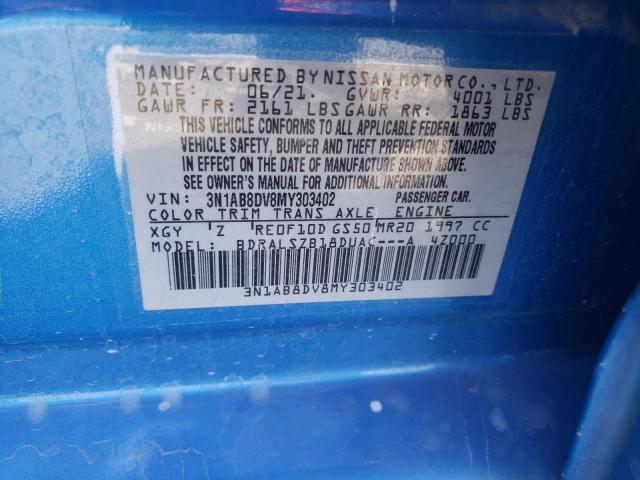 MANUFACTURED BY NISSAN MOTOR CO., LTD.
DATE: 06/21. GVWR: 4001 LBS
GAWR FR: 2161 LBS GAWR RR: 1863 LBS
THIS VEHICLE CONFORMS TO ALL APPLICABLE FEDERAL MOTOR
VEHICLE SAFETY, BUMPER AND THEFT PREVENTION STANDARDS
IN EFFECT ON THE DATE OF MANUFACTURE SHOWN ABOVE.
SEE OWNER'S MANUAL FOR ADDITIONAL INFORMATION.
VIN: 3N1AB8DV8MY303402 PASSENGER CAR.
COLOR TRIM TRANS AXLE ENGINE
XGY Z RE0F10D GS50 MR20 1997 CC
MODEL: BDRALSZB18DUAC---A 4Z000
3N1AB8DV8MY303402